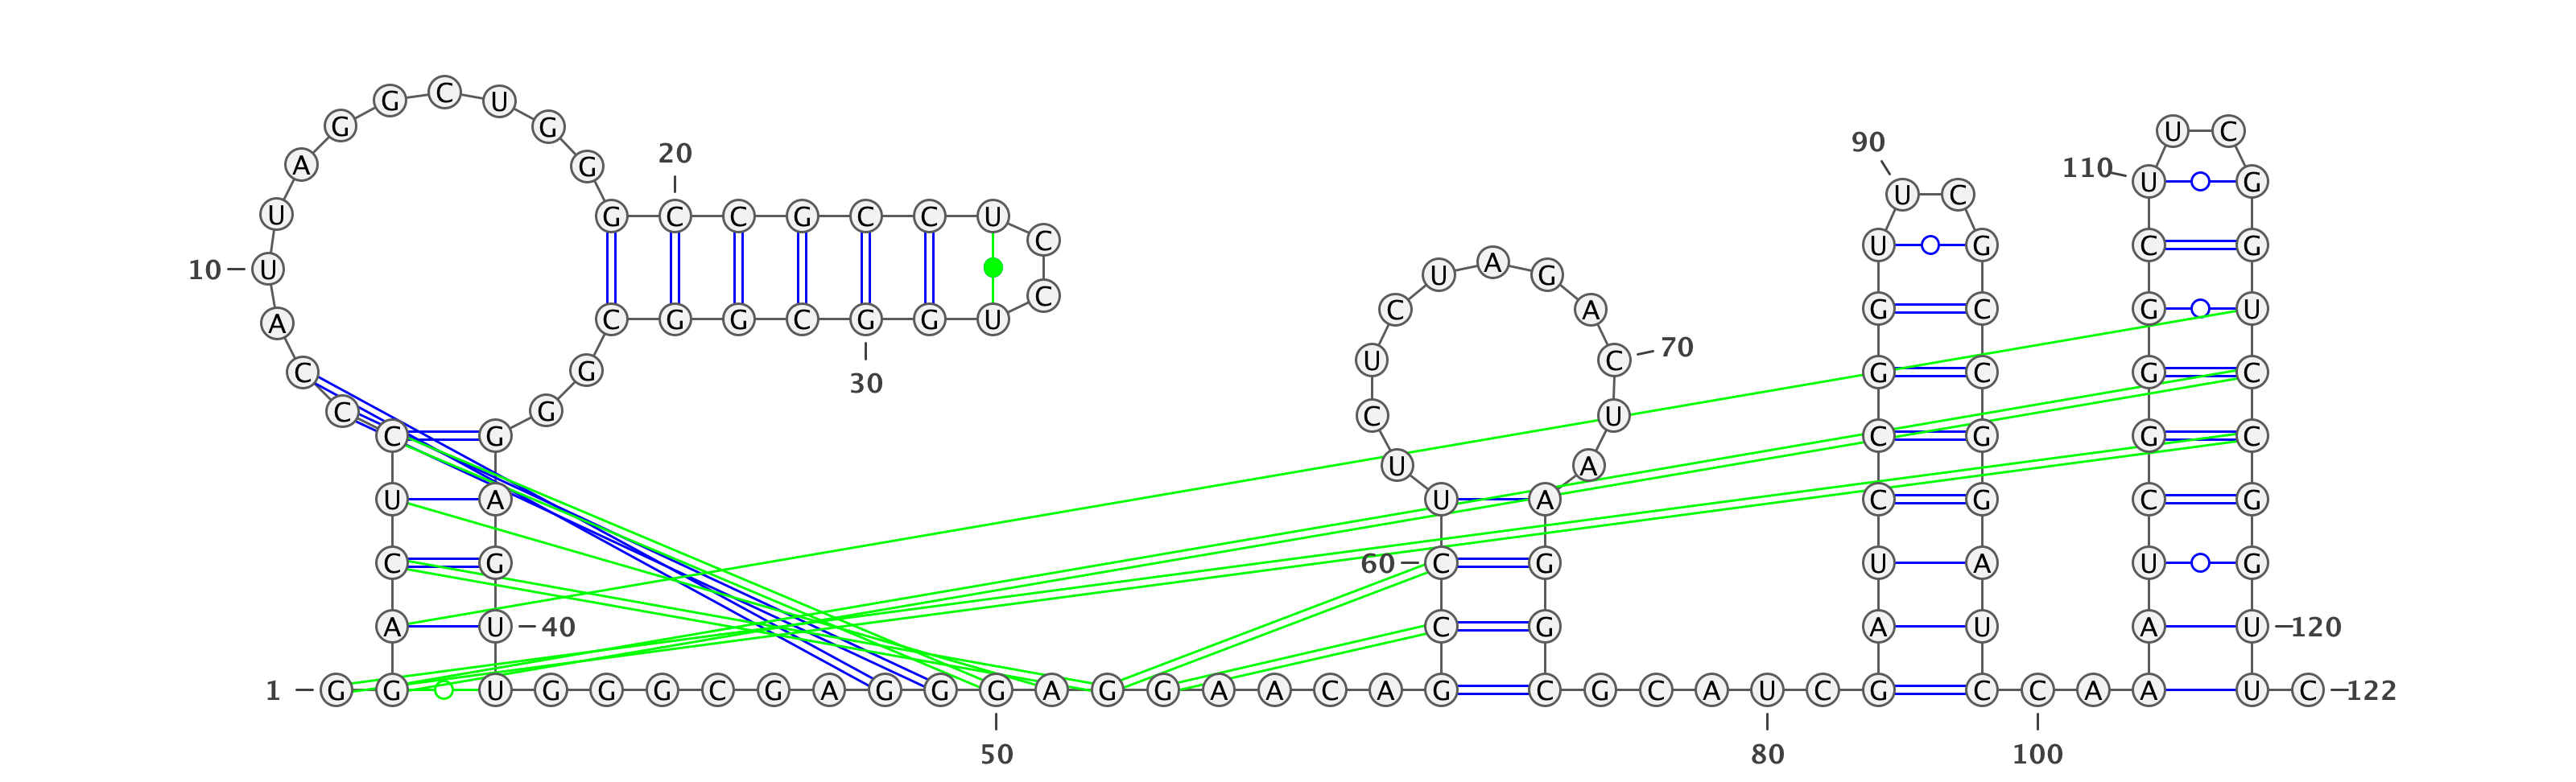 1
G G A C U C C C A U
10
U A G G C U G G G C
20
C G C C U C C U G G
30
C G G C G G G A G U
40
U G G G C G A G G G
50
A G G A A C A G C C
60
U U C U C U A G A C
70
U A A G G C G C A U
80
C G A U C C G G U U
90
C G C C G G A U C C
100
A A A U C G G G C U
110
U C G G U C C G G U
120
U C
122